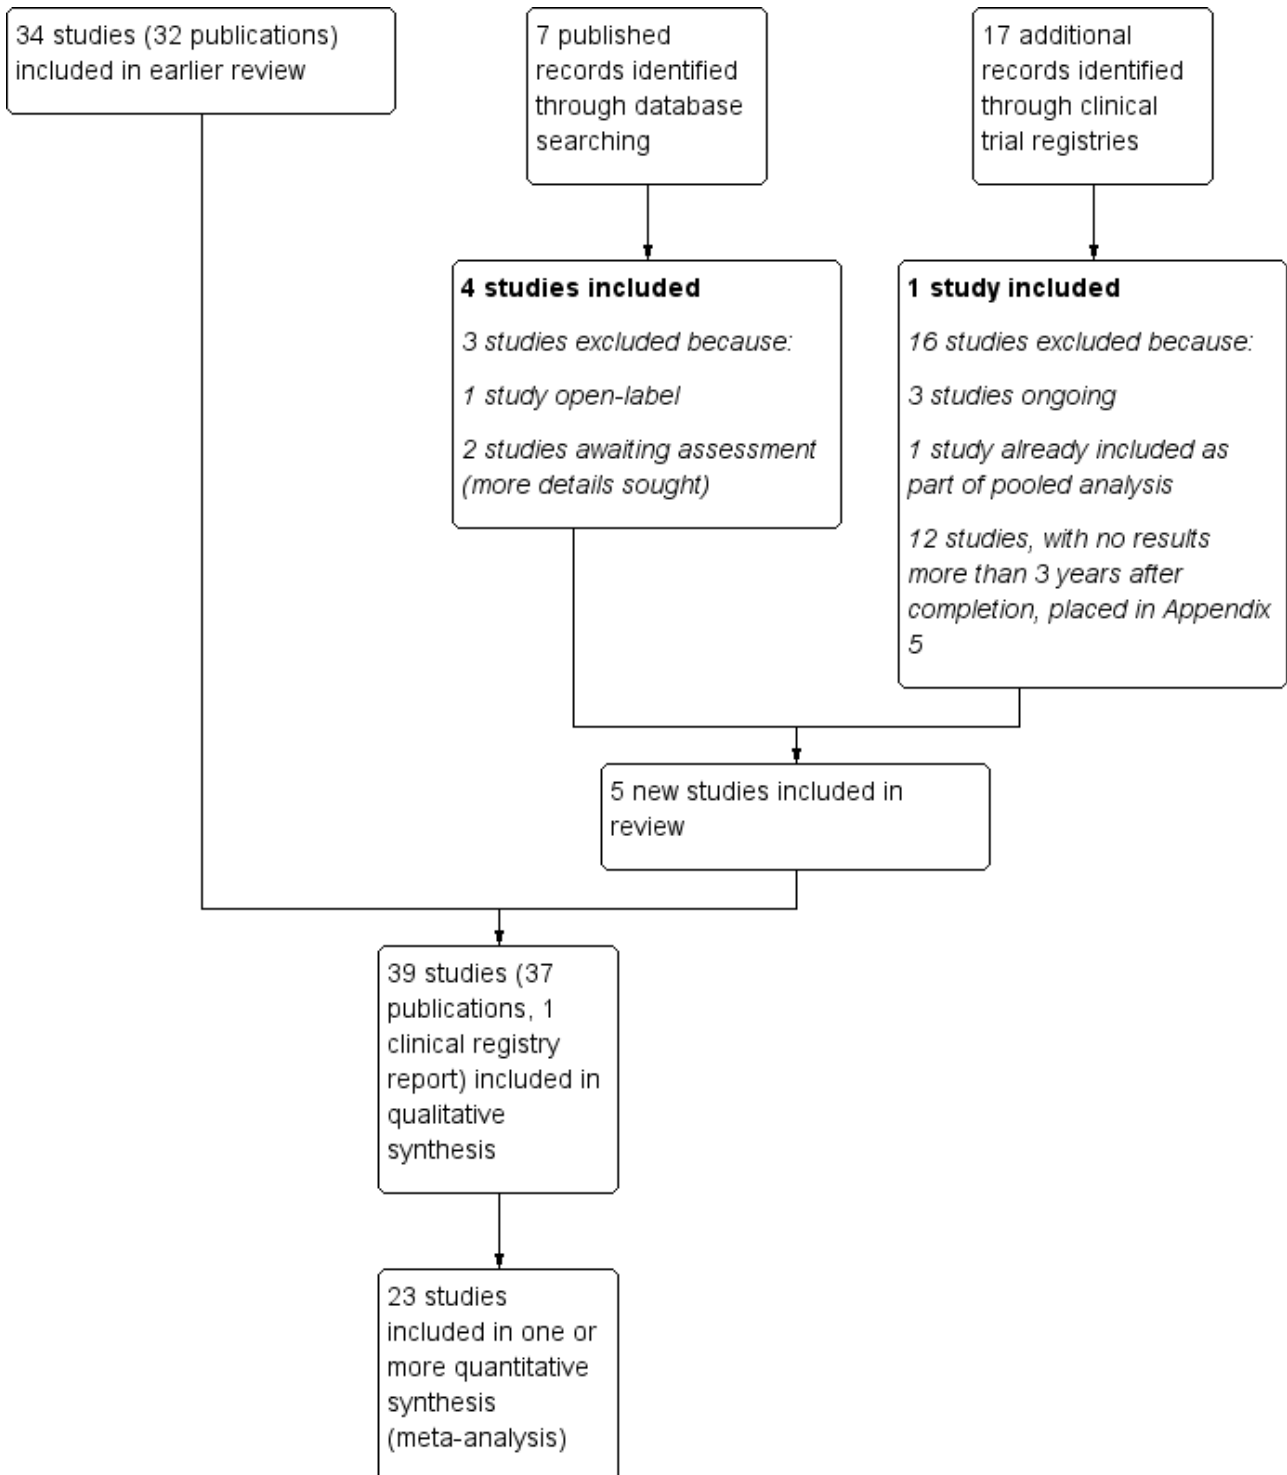 34 studies (32 publications)
included in earlier review
7 published
records identified
through database
searching
17 additional
records identified
through clinical
trial registries
4 studies included
3 studies excluded because:
1 study open-label
2 studies awaiting assessment
(more details sought)
1 study included
16 studies excluded because:
3 studies ongoing
1 study already included as
part of pooled analysis
12 studies, with no results
more than 3 years after
completion, placed in Appendix
5
5 new studies included in
review
39 studies (37
publications, 1
clinical registry
report) included in
qualitative
synthesis
23 studies
included in one or
more quantitative
synthesis
(meta-analysis)